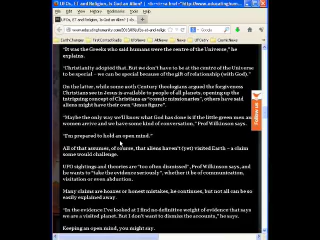 UFOs, ET and Religion, Is God an Alien?
"It was the Greeks who said humans were the centre of the Universe," he
explains.
"Christianity adopted that. But we don't have to be at the centre of the Universe
to be special – we can be special because of the gift of relationship (with God)."
On the latter, while some 20th Century theologians argued the forgiveness
Christians see in Jesus is available to people of all planets, opening up the
intriguing concept of Christians as "cosmic missionaries", others have said
aliens might have their own "Jesus figure".
"Maybe the only way we'll know what God has done is if the little green men and
women arrive and we have some kind of conversation," Prof Wilkinson says.
"I'm prepared to hold an open mind."
All of that assumes, of course, that aliens haven't (yet) visited Earth – a claim
some would challenge.
UFO sightings and theories are "too often dismissed", Prof Wilkinson says, and
he wants to "take the evidence seriously", whether it be of communication,
visitation or even abduction.
Many claims are hoaxes or honest mistakes, he continues, but not all can be so
easily explained away.
"In the evidence I've looked at I find no definitive weight of evidence that says
we are a visited planet. But I don't want to dismiss the accounts," he says.
Keeping an open mind, you might say.